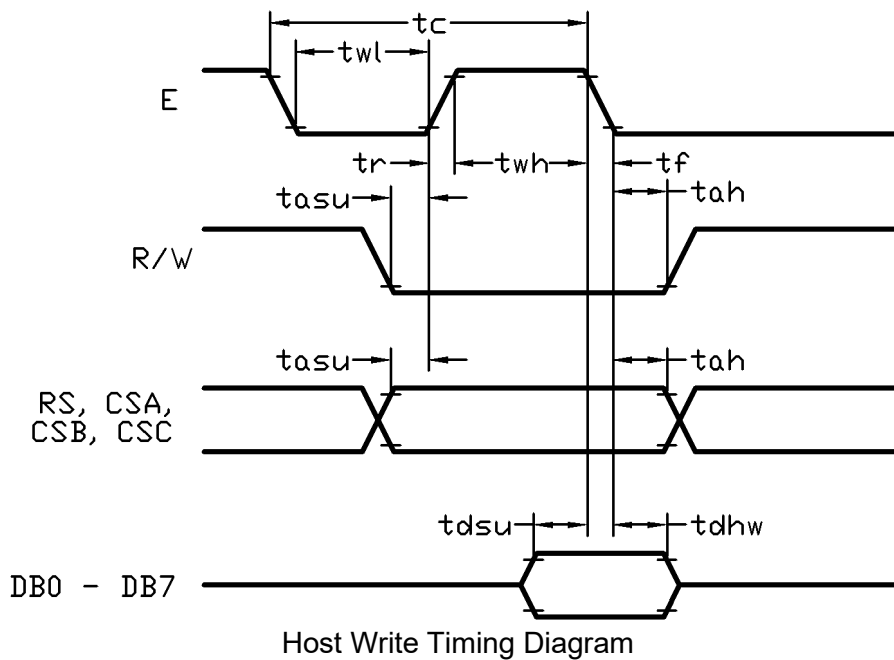 tc
twl
E
tr
twh
tf
tasu
tah
R/W
tasu
tah
RS, CSA,
CSB, CSC
tdsu
tdhw
DB0 - DB7
Host Write Timing Diagram